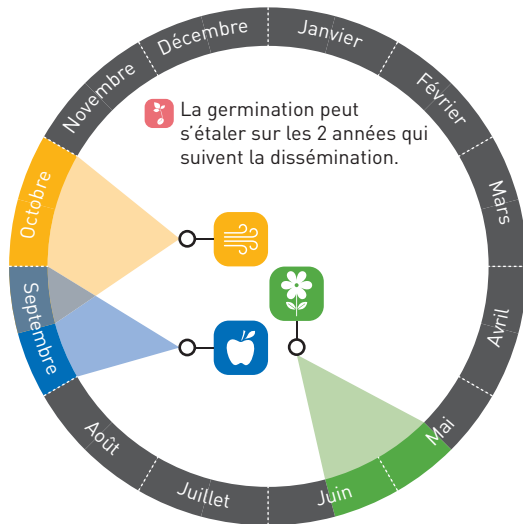 Janvier
Février
Mars
Avril
Mai
Juin
Juillet
Août
Septembre
Octobre
Novembre
Décembre
La germination peut
s’étaler sur les 2 années qui
suivent la dissémination.